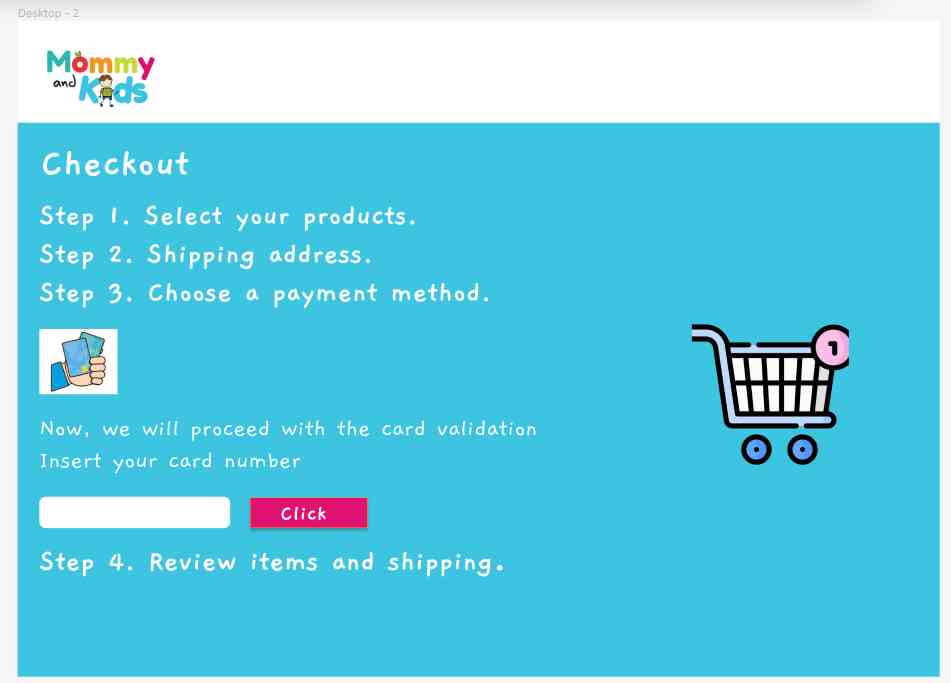 Desktop - 2
Mommy
and Kids
Checkout
Step 1. Select your products.
Step 2. Shipping address.
Step 3. Choose a payment method.
1
Now, we will proceed with the card validation
Insert your card number
Click
Step 4. Review items and shipping.